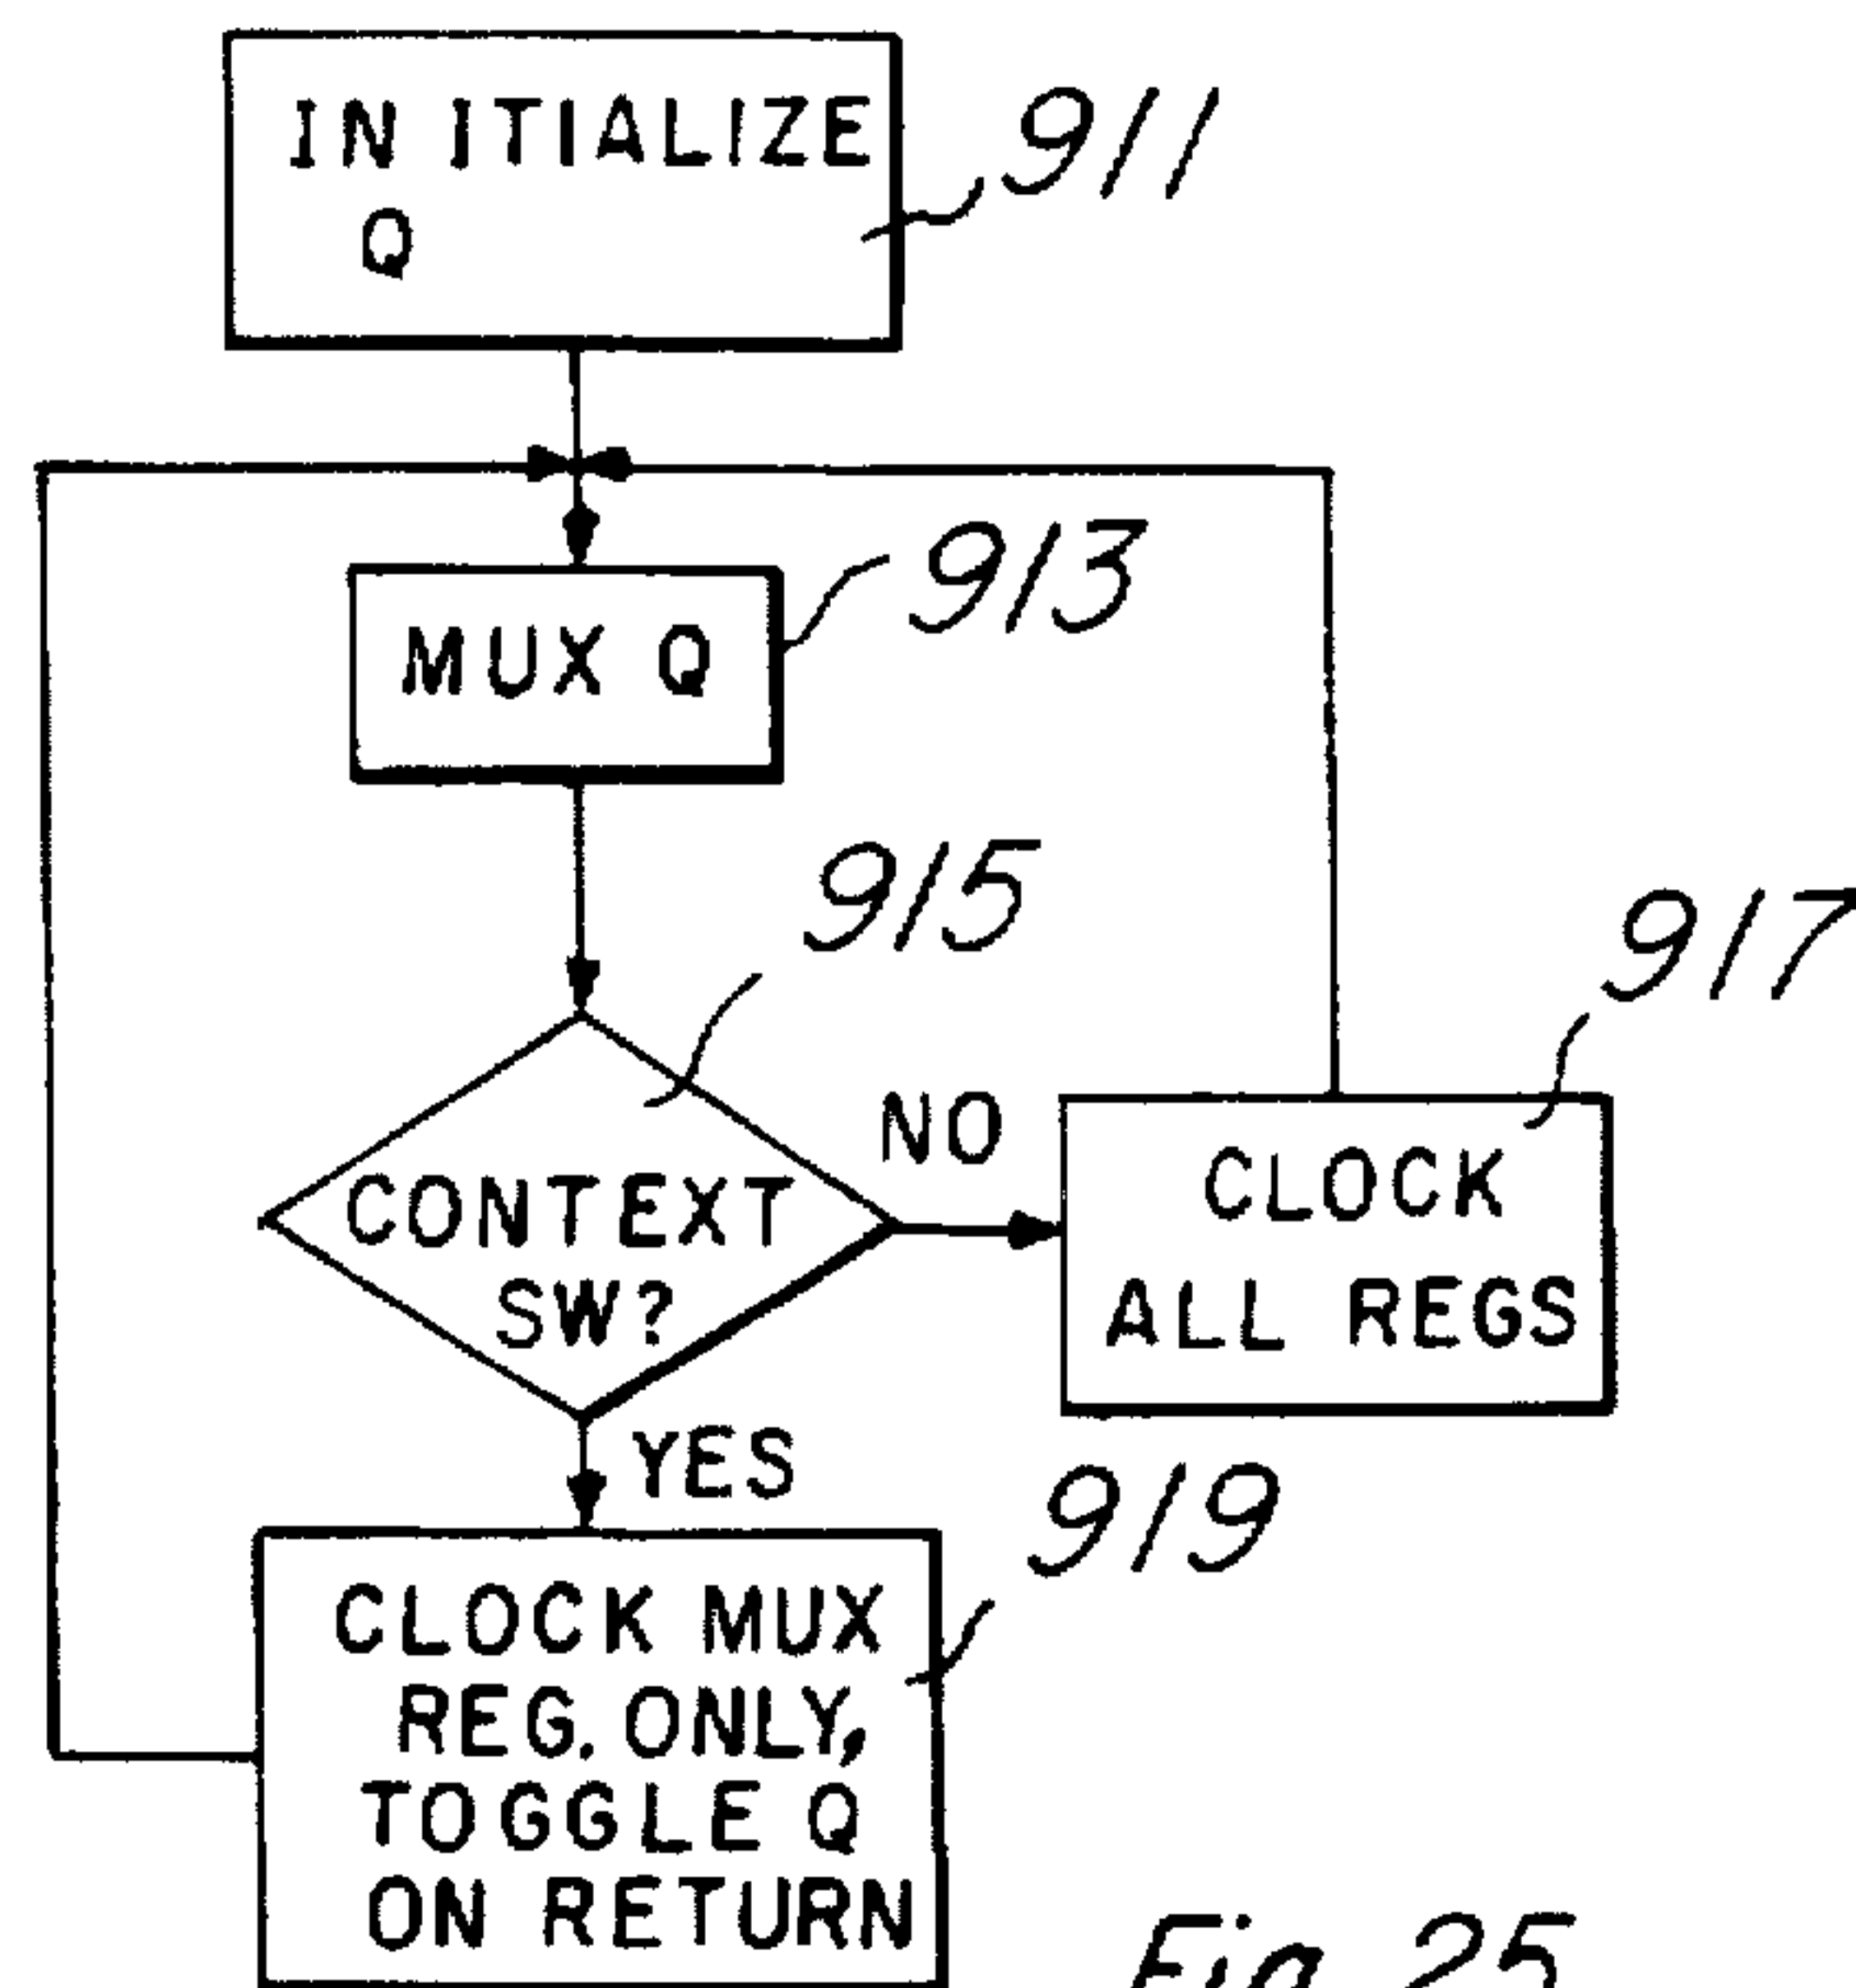 IN ITIALIZE
Q
911
MUX Q
913
915
917
CONTEXT
SW?
NO
CLOCK
ALL REGS
YES
919
CLOCK MUX
REG. ONLY,
TOGGLE Q
ON RETURN
Fig. 25